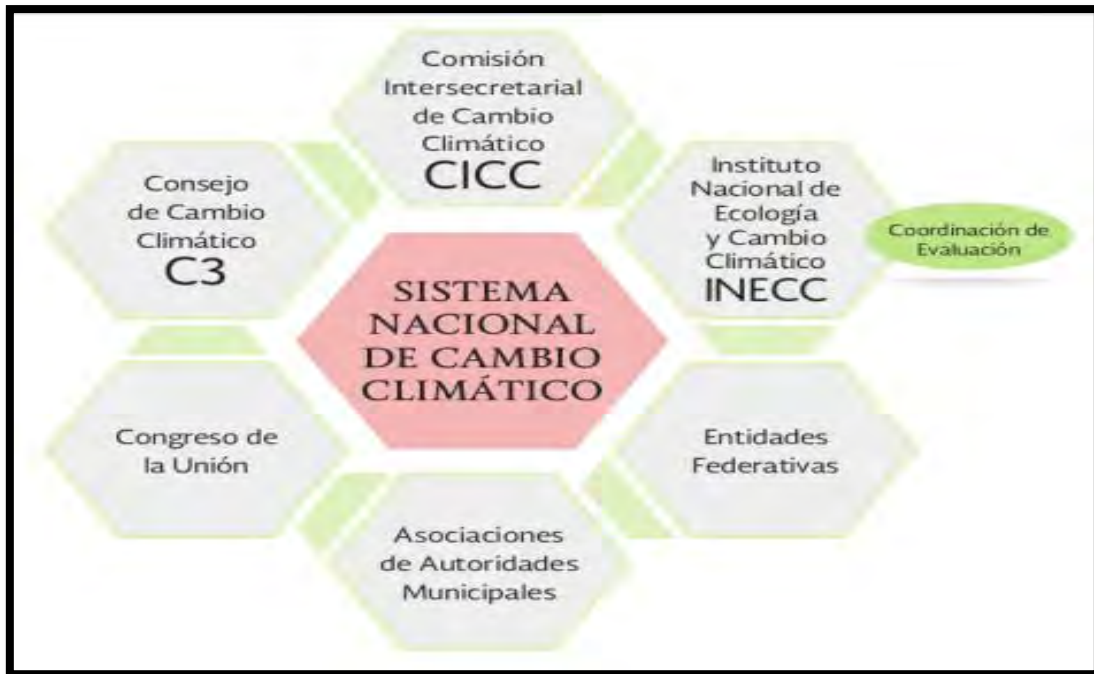 Comisión
Intersecretarial
de Cambio
Climático
CICC
Consejo
de Cambio
Climático
C3
Instituto
Nacional de
Ecología
y Cambio
Climático
INECC
Coordinación de
Evaluación
SISTEMA
NACIONAL
DE CAMBIO
CLIMÁTICO
Congreso de
la Unión
Entidades
Federativas
Asociaciones
de Autoridades
Municipales